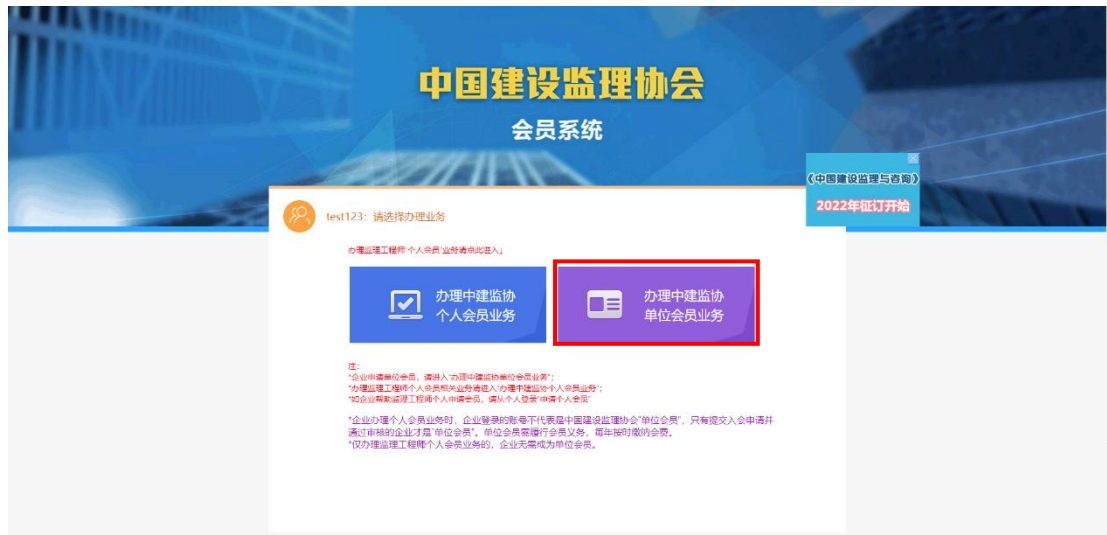 中国建设监理协会
会员系统
《中国建设监理与咨询》
2022年征订开始
test123：请选择办理业务
办理监理工程师“个人会员”业务请点此进入↓
办理中建监协
个人会员业务
办理中建监协
单位会员业务
注：
*企业申请单位会员，请进入“办理中建监协单位会员业务”；
*办理监理工程师个人会员相关业务请进入“办理中建监协个人会员业务”；
*如企业帮助监理工程师个人申请会员，请从个人登录“申请个人会员”
*企业办理个人会员业务时，企业登录的账号不代表是中国建设监理协会“单位会员”，只有提交入会申请并
通过审核的企业才是“单位会员”。单位会员需履行会员义务，每年按时缴纳会费。
*仅办理监理工程师个人会员业务的，企业无需成为单位会员。